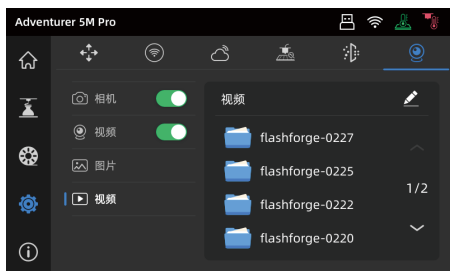 Adventurer 5M Pro
相机
视频
图片
视频
视频
flashforge-0227
flashforge-0225
flashforge-0222
flashforge-0220
1/2